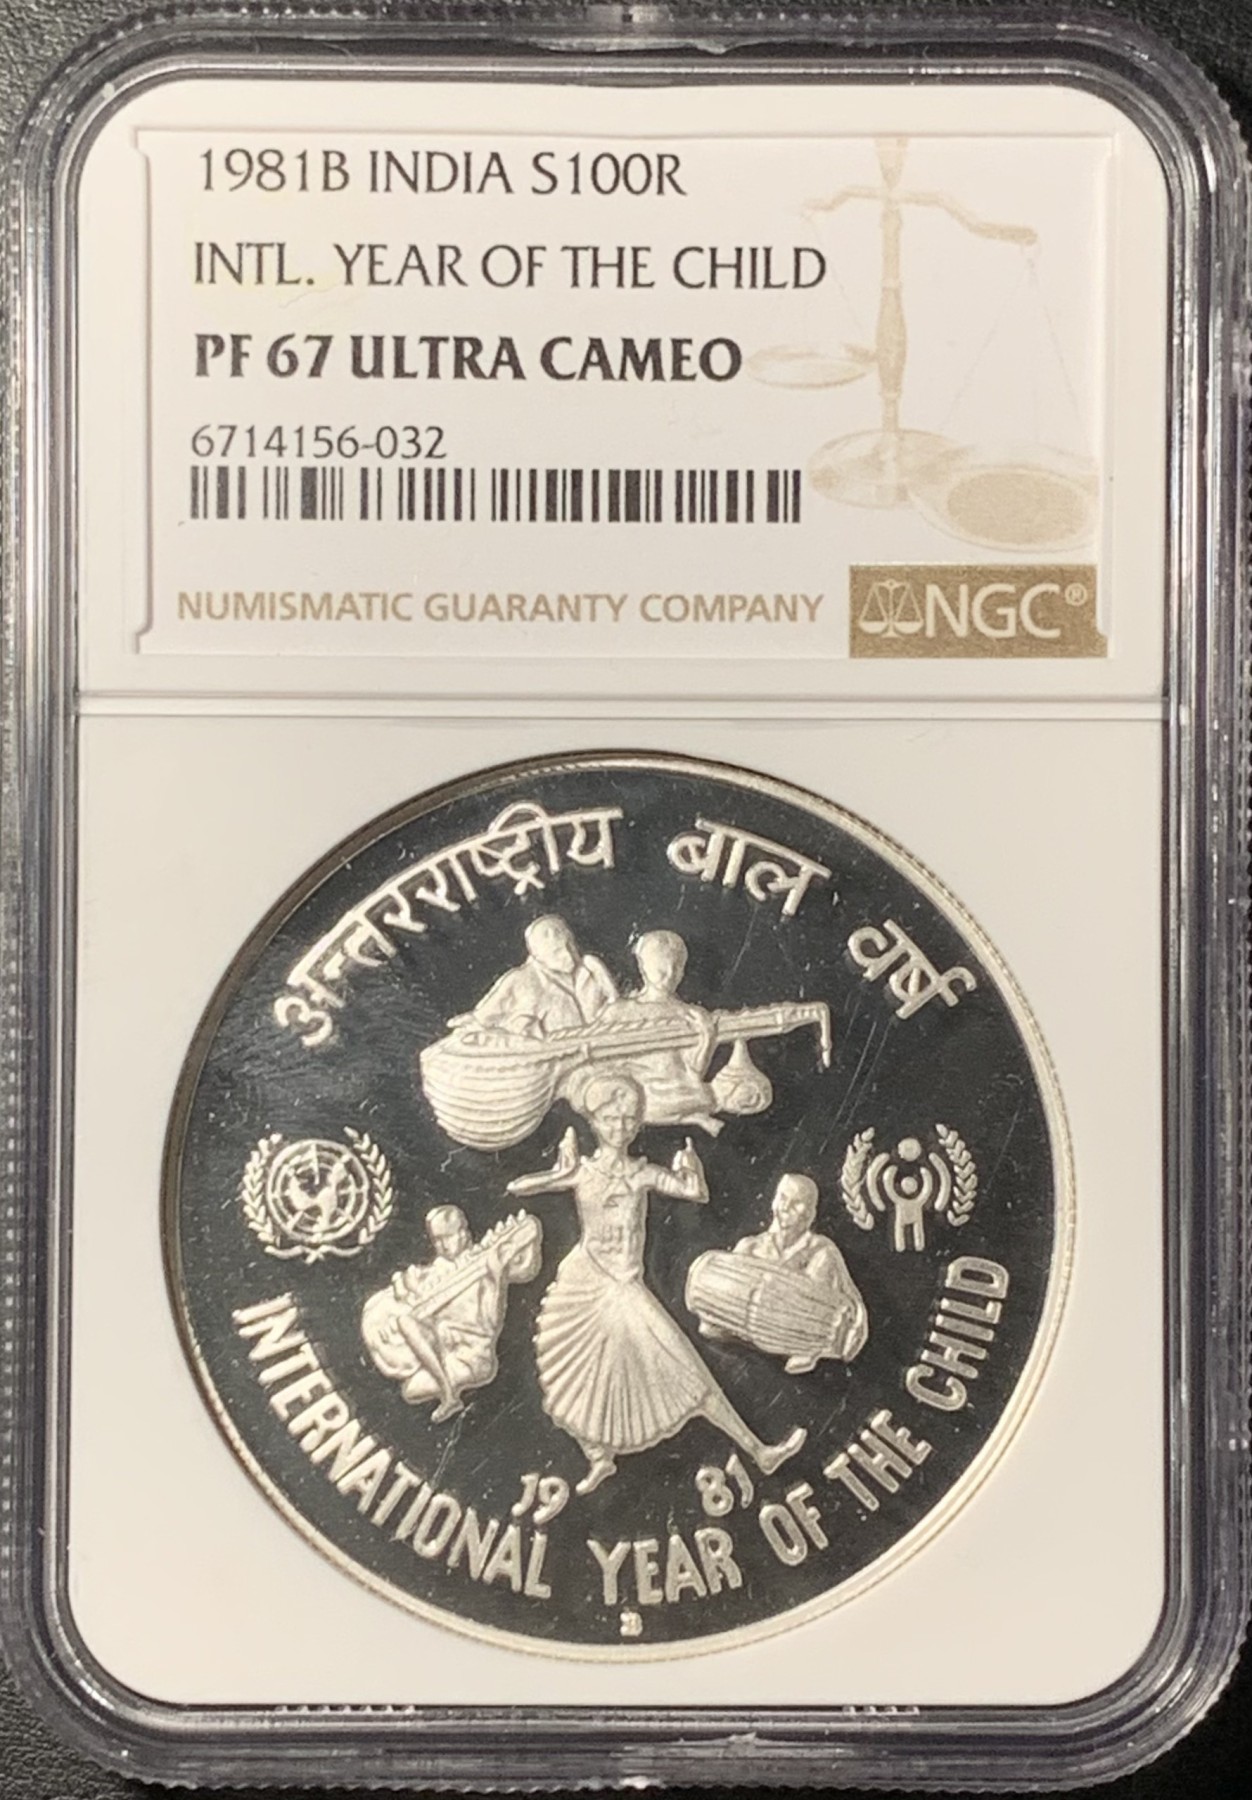 1981B INDIA S100R
INTL. YEAR OF THE CHILD
PF 67 ULTRA CAMEO
6714156-032
NUMISMATIC GUARANTY COMPANY
NGC®
अन्तरराष्ट्रीय बाल वर्ष
19 81
INTERNATIONAL YEAR OF THE CHILD
B